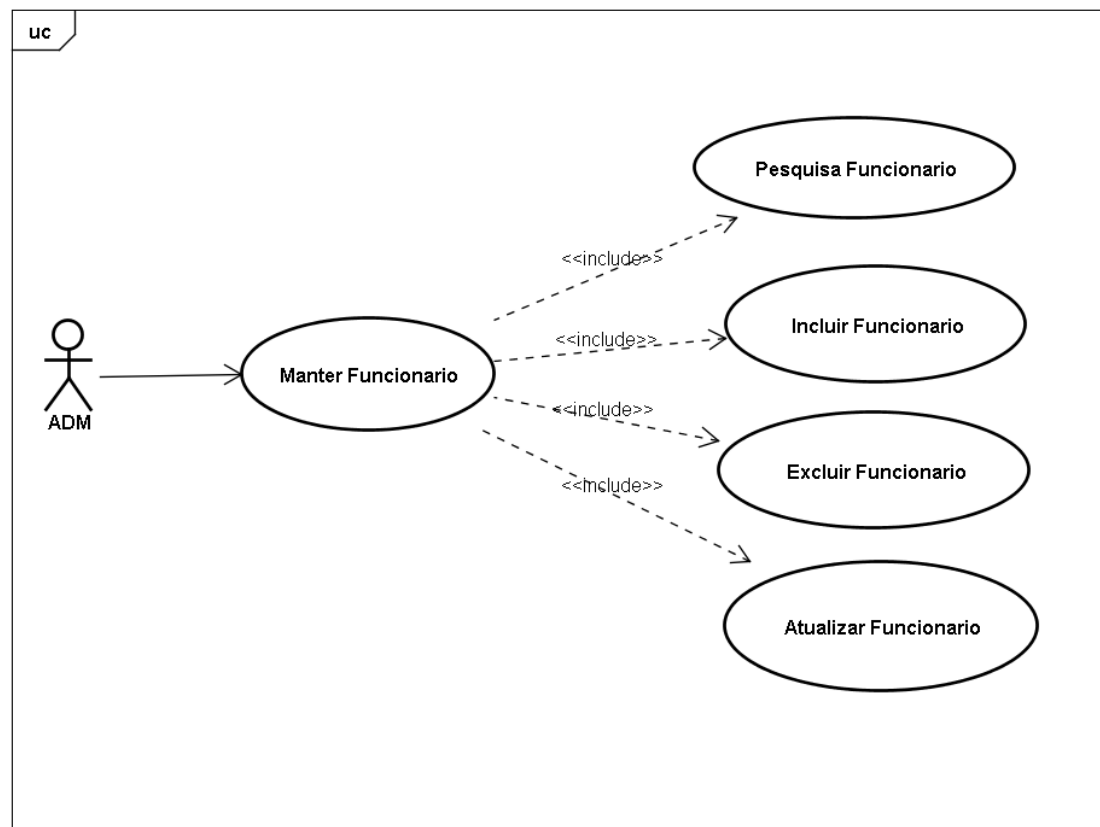 uc
Pesquisa Funcionario
<<include>>
Incluir Funcionario
<<include>>
Manter Funcionario
ADM
<<include>>
Excluir Funcionario
<<include>>
Atualizar Funcionario